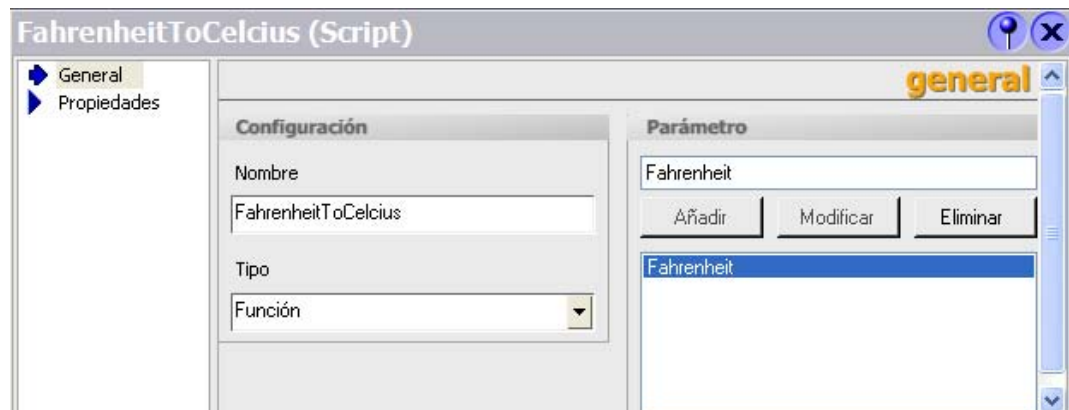 FahrenheitToCelcius (Script)
General
Propiedades
general
Configuración
Nombre
FahrenheitToCelcius
Tipo
Función
Parámetro
Fahrenheit
Añadir
Modificar
Eliminar
Fahrenheit